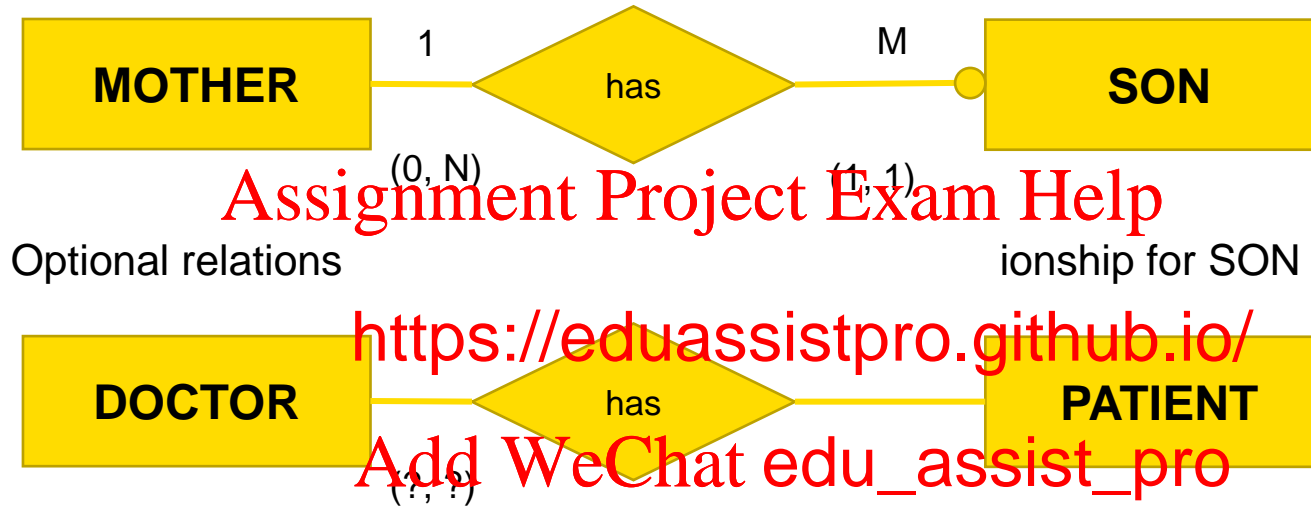 1 M
MOTHER has SON
(0, N) (1, 1)
Assignment Project Exam Help
Optional relations ionship for SON
https://eduassistpro.github.io/
DOCTOR has PATIENT
Add WeChat edu_assist_pro
(?, ?)